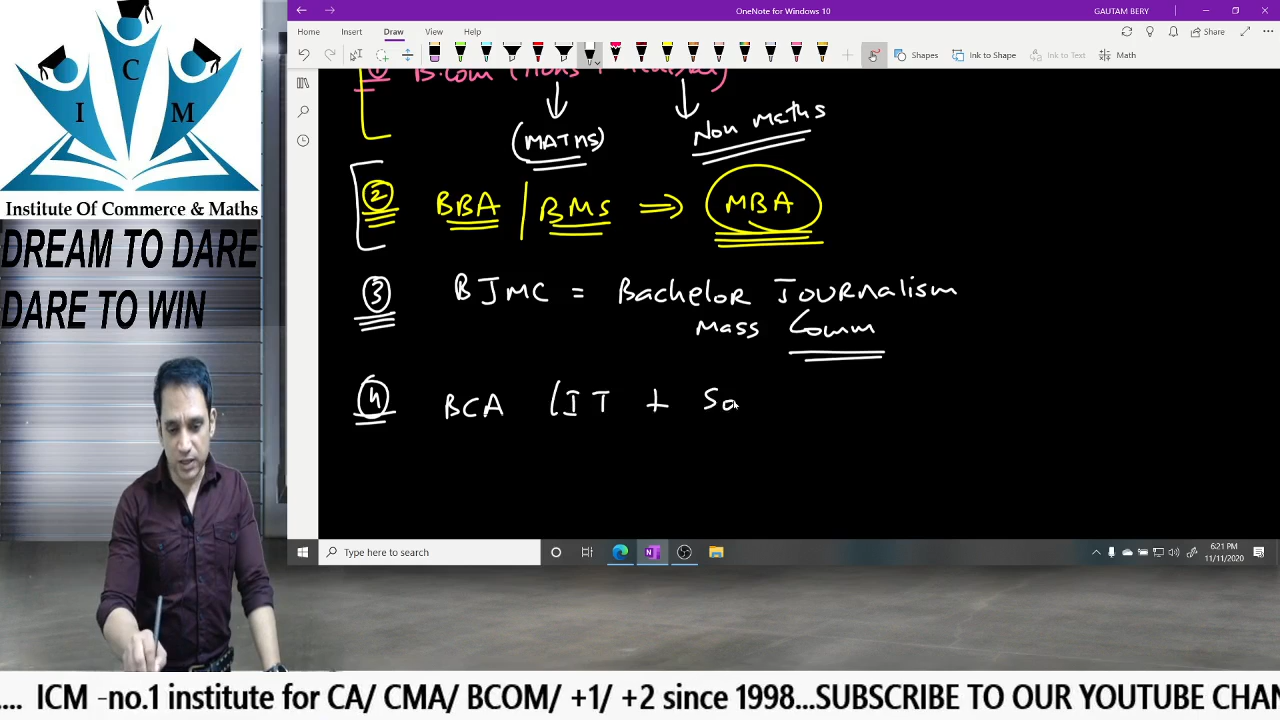 OneNote for Windows 10
GAUTAM BERY
Home Insert Draw View Help
Share
Shapes Ink to Shape Ink to Text Math
I C M
Institute Of Commerce & Maths
DREAM TO DARE
DARE TO WIN
① B.com (Hons +
(MATHS) Non maths
② BBA | BMS ⇒ MBA
③ BJMC = Bachelor Journalism
mass Comm
④ BCA (IT + So
Type here to search
6:21 PM
11/11/2020
.... ICM -no.1 institute for CA/ CMA/ BCOM/ +1/ +2 since 1998...SUBSCRIBE TO OUR YOUTUBE CHAN